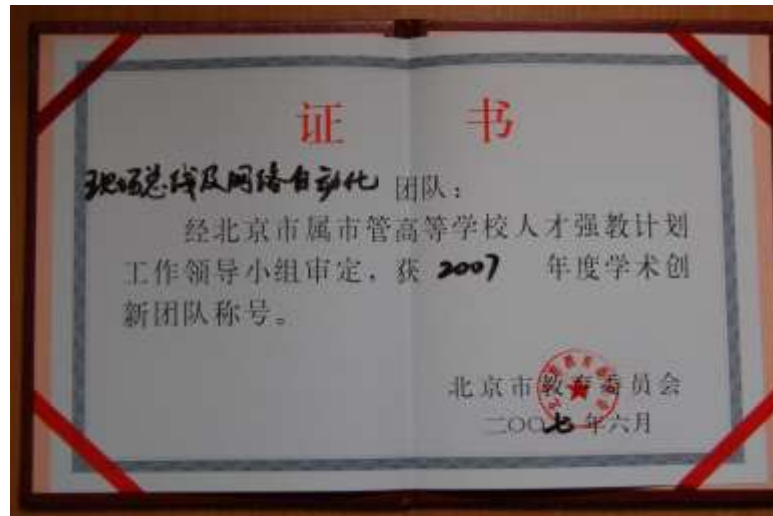 证 书
现场总线及网络自动化 团队：
经北京市属市管高等学校人才强教计划
工作领导小组审定，获 2007 年度学术创
新团队称号。
北京市教育委员会
二〇〇七年六月